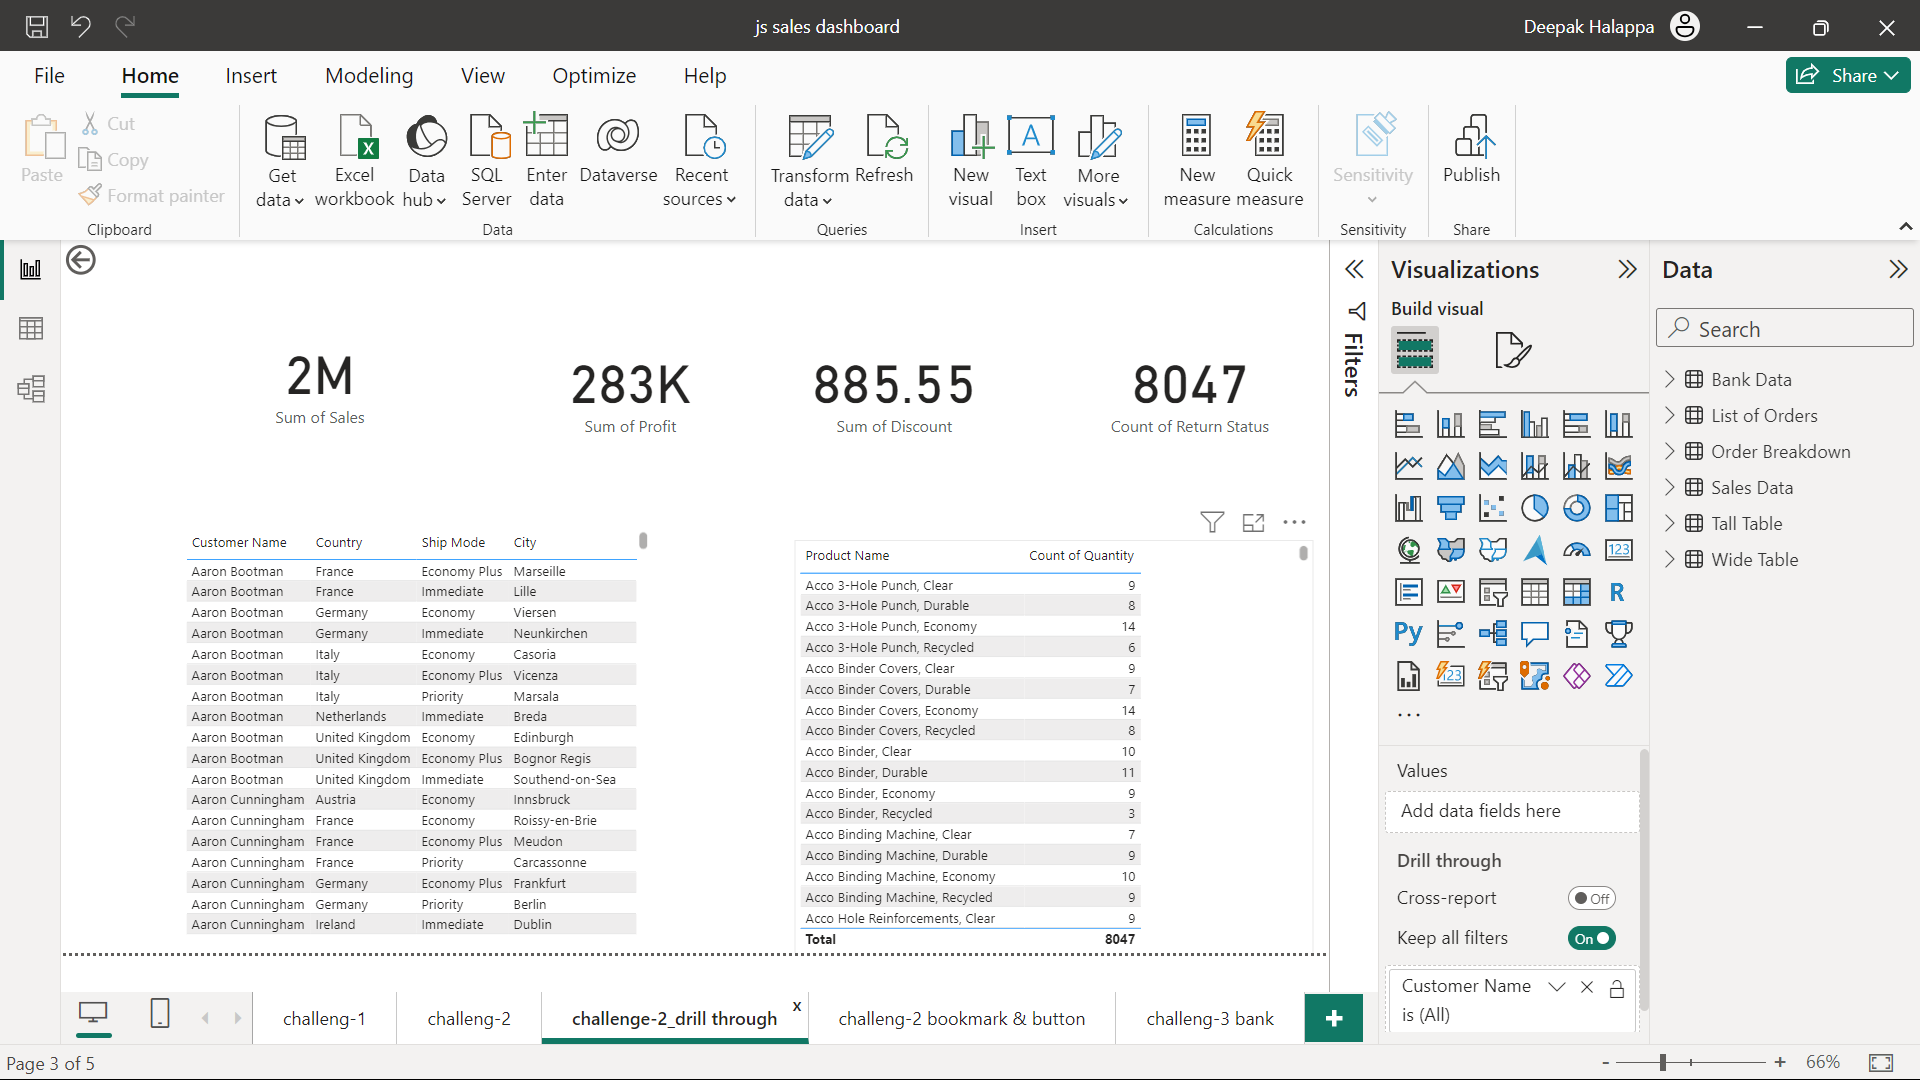 js sales dashboard
Deepak Halappa
File Home Insert Modeling View Optimize Help
Share
Paste
Cut
Copy
Format painter
Clipboard
Get data
Excel workbook
Data hub
SQL Server
Enter data
Dataverse
Recent sources
Data
Transform data
Refresh
Queries
New visual
A
Text box
More visuals
Insert
New measure
Quick measure
Calculations
Sensitivity
Sensitivity
Publish
Share
2M
Sum of Sales
283K
Sum of Profit
885.55
Sum of Discount
8047
Count of Return Status
Customer Name Country Ship Mode City
Aaron Bootman France Economy Plus Marseille
Aaron Bootman France Immediate Lille
Aaron Bootman Germany Economy Viersen
Aaron Bootman Germany Immediate Neunkirchen
Aaron Bootman Italy Economy Casoria
Aaron Bootman Italy Economy Plus Vicenza
Aaron Bootman Italy Priority Marsala
Aaron Bootman Netherlands Immediate Breda
Aaron Bootman United Kingdom Economy Edinburgh
Aaron Bootman United Kingdom Economy Plus Bognor Regis
Aaron Bootman United Kingdom Immediate Southend-on-Sea
Aaron Cunningham Austria Economy Innsbruck
Aaron Cunningham France Economy Roissy-en-Brie
Aaron Cunningham France Economy Plus Meudon
Aaron Cunningham France Priority Carcassonne
Aaron Cunningham Germany Economy Plus Frankfurt
Aaron Cunningham Germany Priority Berlin
Aaron Cunningham Ireland Immediate Dublin
Product Name Count of Quantity
Acco 3-Hole Punch, Clear 9
Acco 3-Hole Punch, Durable 8
Acco 3-Hole Punch, Economy 14
Acco 3-Hole Punch, Recycled 6
Acco Binder Covers, Clear 9
Acco Binder Covers, Durable 7
Acco Binder Covers, Economy 14
Acco Binder Covers, Recycled 8
Acco Binder, Clear 10
Acco Binder, Durable 11
Acco Binder, Economy 9
Acco Binder, Recycled 3
Acco Binding Machine, Clear 7
Acco Binding Machine, Durable 9
Acco Binding Machine, Economy 10
Acco Binding Machine, Recycled 9
Acco Hole Reinforcements, Clear 9
Total 8047
Filters
Visualizations
Build visual
123
R
Py
123
Values
Add data fields here
Drill through
Cross-report Off
Keep all filters On
Customer Name
is (All)
Data
Search
Bank Data
List of Orders
Order Breakdown
Sales Data
Tall Table
Wide Table
challeng-1 challeng-2 challenge-2_drill through x challeng-2 bookmark & button challeng-3 bank +
Page 3 of 5
- + 66%